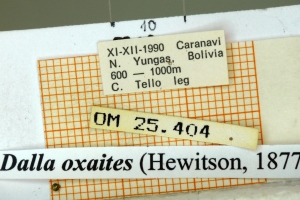 10
XI-XII-1990 Caranavi
N. Yungas, Bolivia
600 — 1000m
C. Tello leg
OM 25.404
Dalla oxaites (Hewitson, 1877